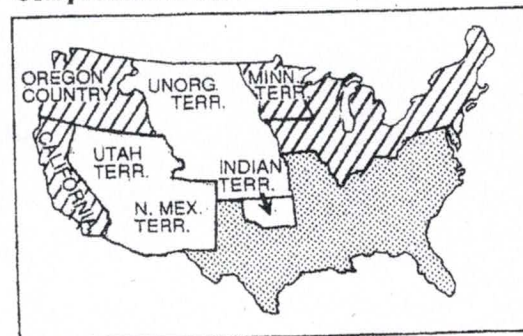 OREGON
COUNTRY
UNORG.
TERR.
MINN.
TERR.
CALIFORNIA
UTAH
TERR.
INDIAN
TERR.
N. MEX.
TERR.